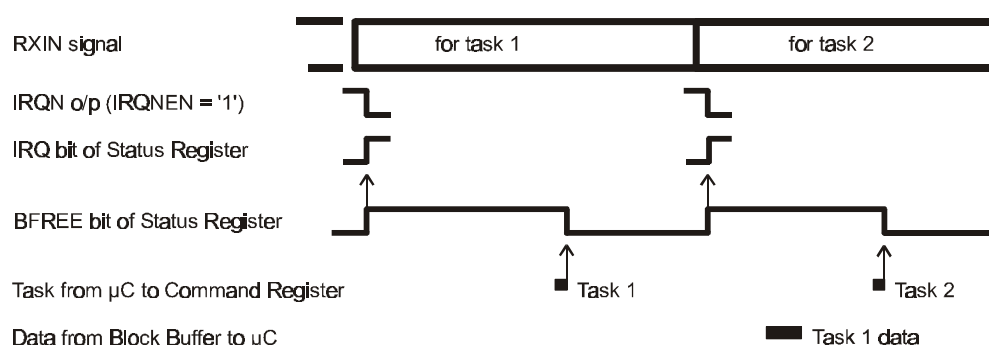 RXIN signal
for task 1
for task 2
IRQN o/p (IRQNEN = '1')
IRQ bit of Status Register
BFREE bit of Status Register
Task from µC to Command Register
Task 1
Task 2
Data from Block Buffer to µC
Task 1 data